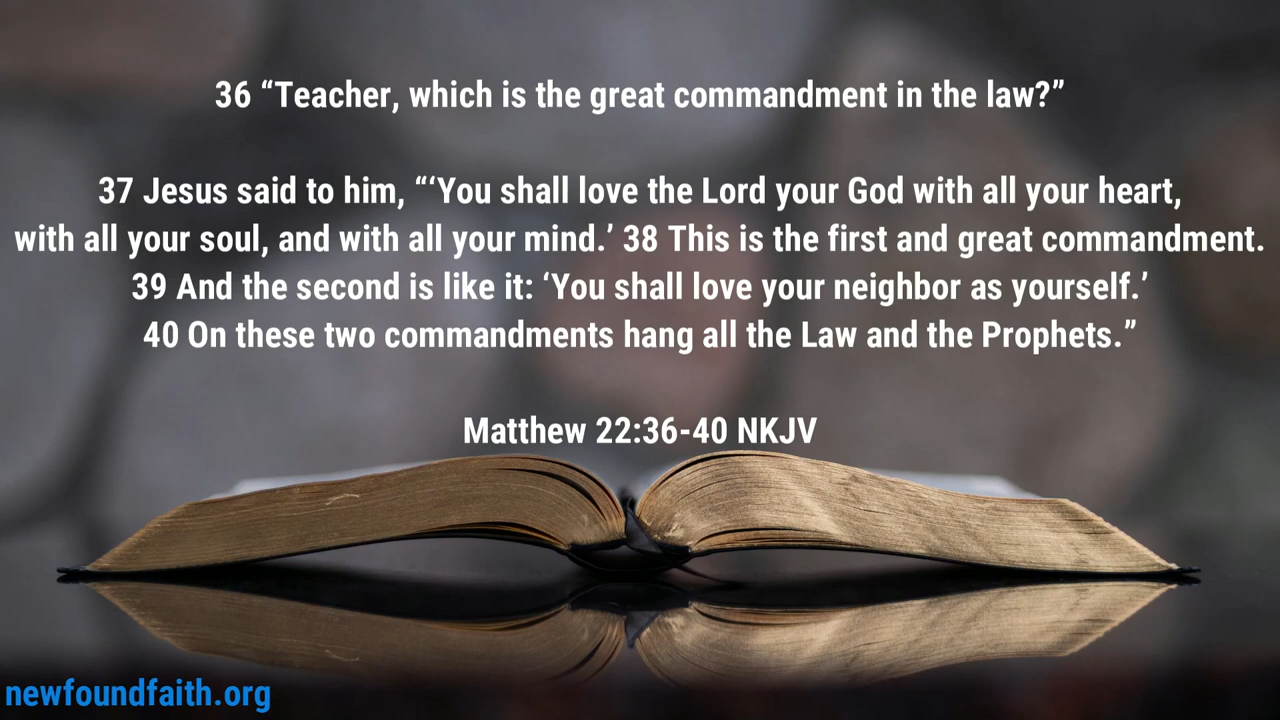 36 “Teacher, which is the great commandment in the law?”
37 Jesus said to him, “‘You shall love the Lord your God with all your heart,
with all your soul, and with all your mind.’ 38 This is the first and great commandment.
39 And the second is like it: ‘You shall love your neighbor as yourself.’
40 On these two commandments hang all the Law and the Prophets.”
Matthew 22:36-40 NKJV
newfoundfaith.org